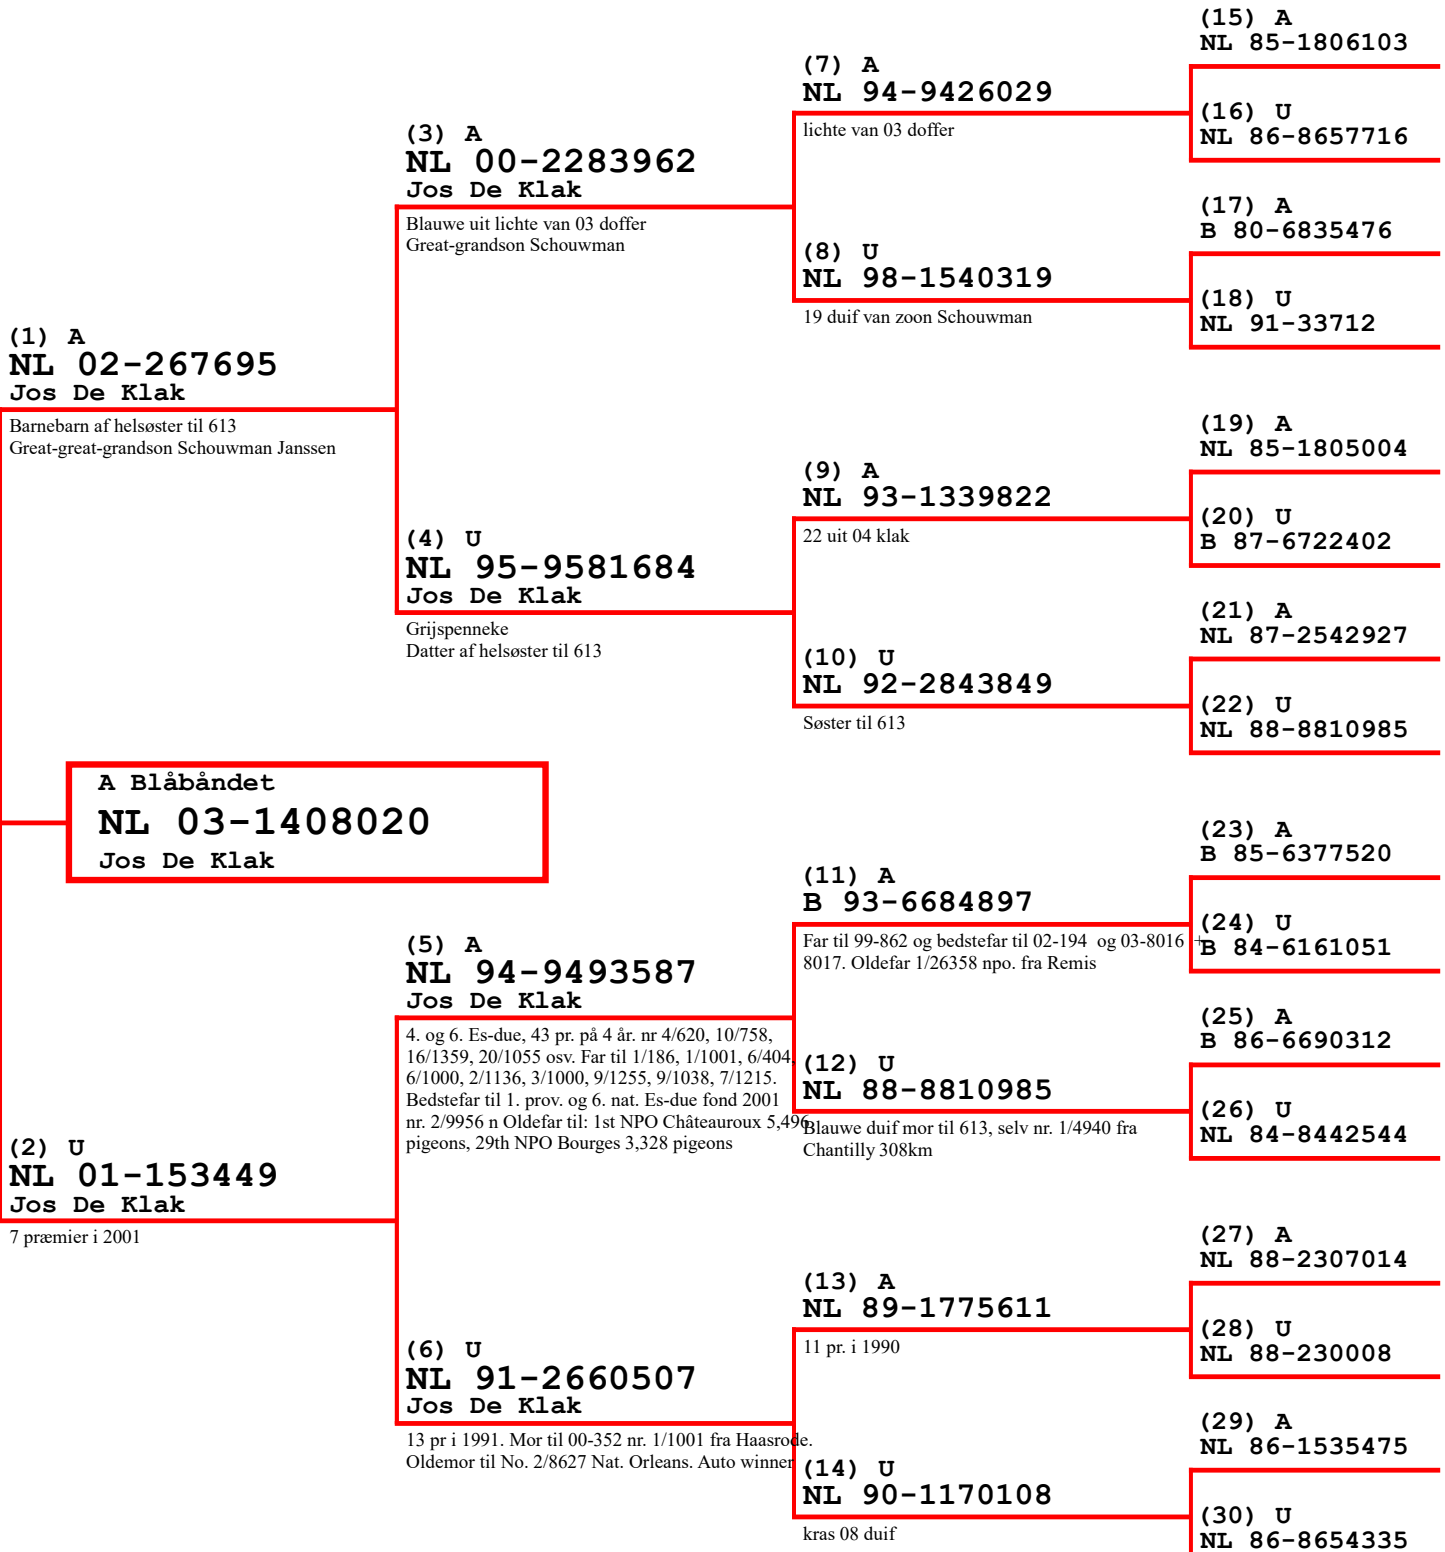 (15) A
NL 85-1806103
(7) A
NL 94-9426029
lichte van 03 doffer
(16) U
NL 86-8657716
(3) A
NL 00-2283962
Jos De Klak
Blauwe uit lichte van 03 doffer
Great-grandson Schouwman
(17) A
B 80-6835476
(8) U
NL 98-1540319
19 duif van zoon Schouwman
(18) U
NL 91-33712
(1) A
NL 02-267695
Jos De Klak
Barnebarn af helsøster til 613
Great-great-grandson Schouwman Janssen
(19) A
NL 85-1805004
(9) A
NL 93-1339822
22 uit 04 klak
(20) U
B 87-6722402
(4) U
NL 95-9581684
Jos De Klak
Grijspenneke
Datter af helsøster til 613
(21) A
NL 87-2542927
(10) U
NL 92-2843849
Søster til 613
(22) U
NL 88-8810985
A Blåbåndet
NL 03-1408020
Jos De Klak
(23) A
B 85-6377520
(11) A
B 93-6684897
Far til 99-862 og bedstefar til 02-194 og 03-8016 +
8017. Oldefar 1/26358 npo. fra Remis
(24) U
B 84-6161051
(5) A
NL 94-9493587
Jos De Klak
4. og 6. Es-due, 43 pr. på 4 år. nr 4/620, 10/758,
16/1359, 20/1055 osv. Far til 1/186, 1/1001, 6/404,
6/1000, 2/1136, 3/1000, 9/1255, 9/1038, 7/1215.
Bedstefar til 1. prov. og 6. nat. Es-due fond 2001
nr. 2/9956 n Oldefar til: 1st NPO Châteauroux 5,496
pigeons, 29th NPO Bourges 3,328 pigeons
(25) A
B 86-6690312
(12) U
NL 88-8810985
Blauwe duif mor til 613, selv nr. 1/4940 fra
Chantilly 308km
(26) U
NL 84-8442544
(2) U
NL 01-153449
Jos De Klak
7 præmier i 2001
(27) A
NL 88-2307014
(13) A
NL 89-1775611
11 pr. i 1990
(28) U
NL 88-230008
(6) U
NL 91-2660507
Jos De Klak
13 pr i 1991. Mor til 00-352 nr. 1/1001 fra Haasrode.
Oldemor til No. 2/8627 Nat. Orleans. Auto winner
(29) A
NL 86-1535475
(14) U
NL 90-1170108
kras 08 duif
(30) U
NL 86-8654335